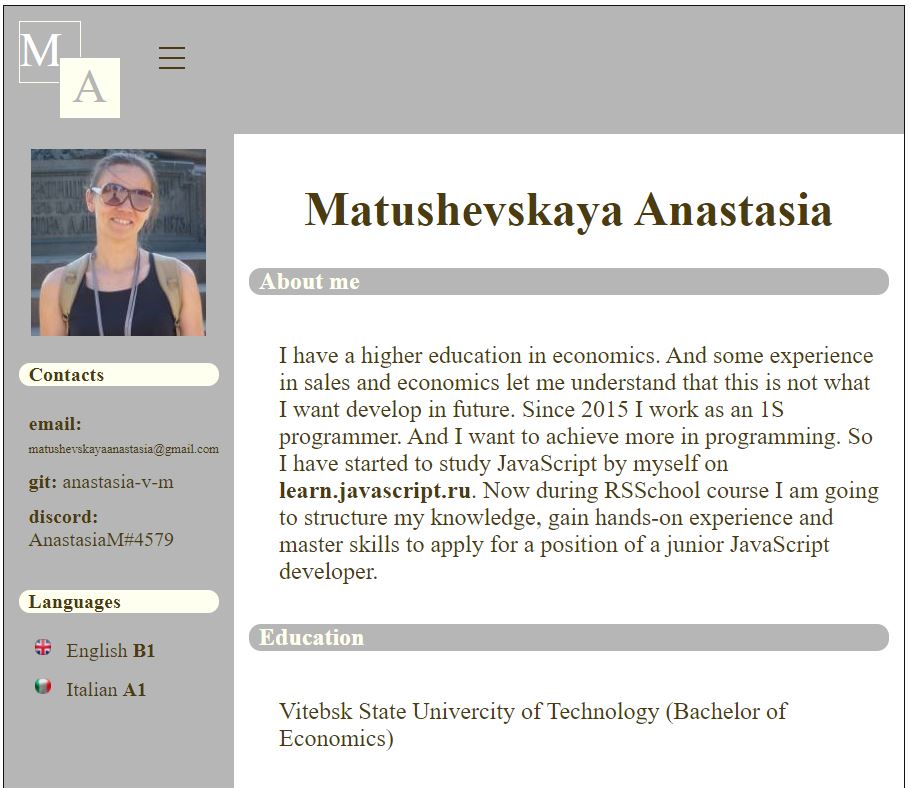 M
A
Matushevskaya Anastasia
About me
I have a higher education in economics. And some experience
in sales and economics let me understand that this is not what
I want develop in future. Since 2015 I work as an 1S
programmer. And I want to achieve more in programming. So
I have started to study JavaScript by myself on
learn.javascript.ru. Now during RSSchool course I am going
to structure my knowledge, gain hands-on experience and
master skills to apply for a position of a junior JavaScript
developer.
Education
Vitebsk State Univercity of Technology (Bachelor of
Economics)
Contacts
email:
matushevskayaanastasia@gmail.com
git: anastasia-v-m
discord:
AnastasiaM#4579
Languages
English B1
Italian A1